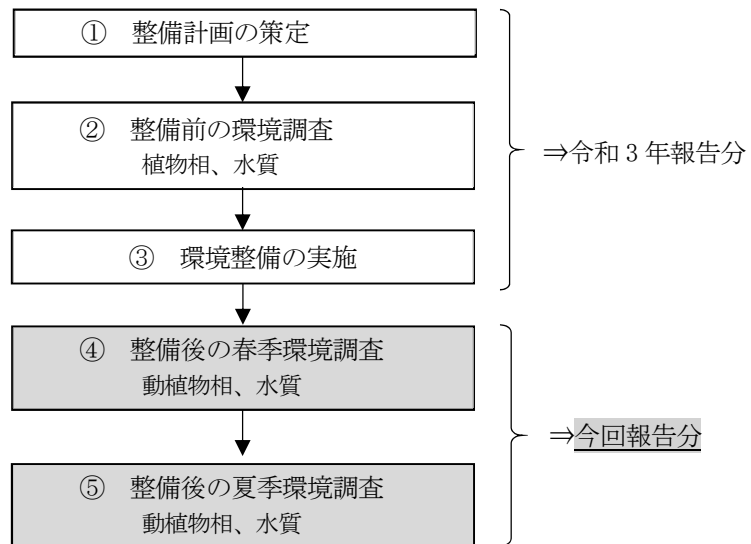 ① 整備計画の策定
② 整備前の環境調査
植物相、水質
⇒令和 3 年報告分
③ 環境整備の実施
④ 整備後の春季環境調査
動植物相、水質
⇒今回報告分
⑤ 整備後の夏季環境調査
動植物相、水質